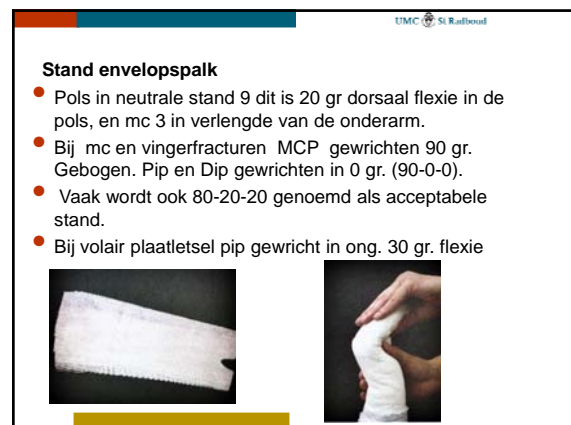 UMC St Radboud
Stand envelopspalk
• Pols in neutrale stand 9 dit is 20 gr dorsaal flexie in de
pols, en mc 3 in verlengde van de onderarm.
• Bij mc en vingerfracturen MCP gewrichten 90 gr.
Gebogen. Pip en Dip gewrichten in 0 gr. (90-0-0).
• Vaak wordt ook 80-20-20 genoemd als acceptabele
stand.
• Bij volair plaatletsel pip gewricht in ong. 30 gr. flexie